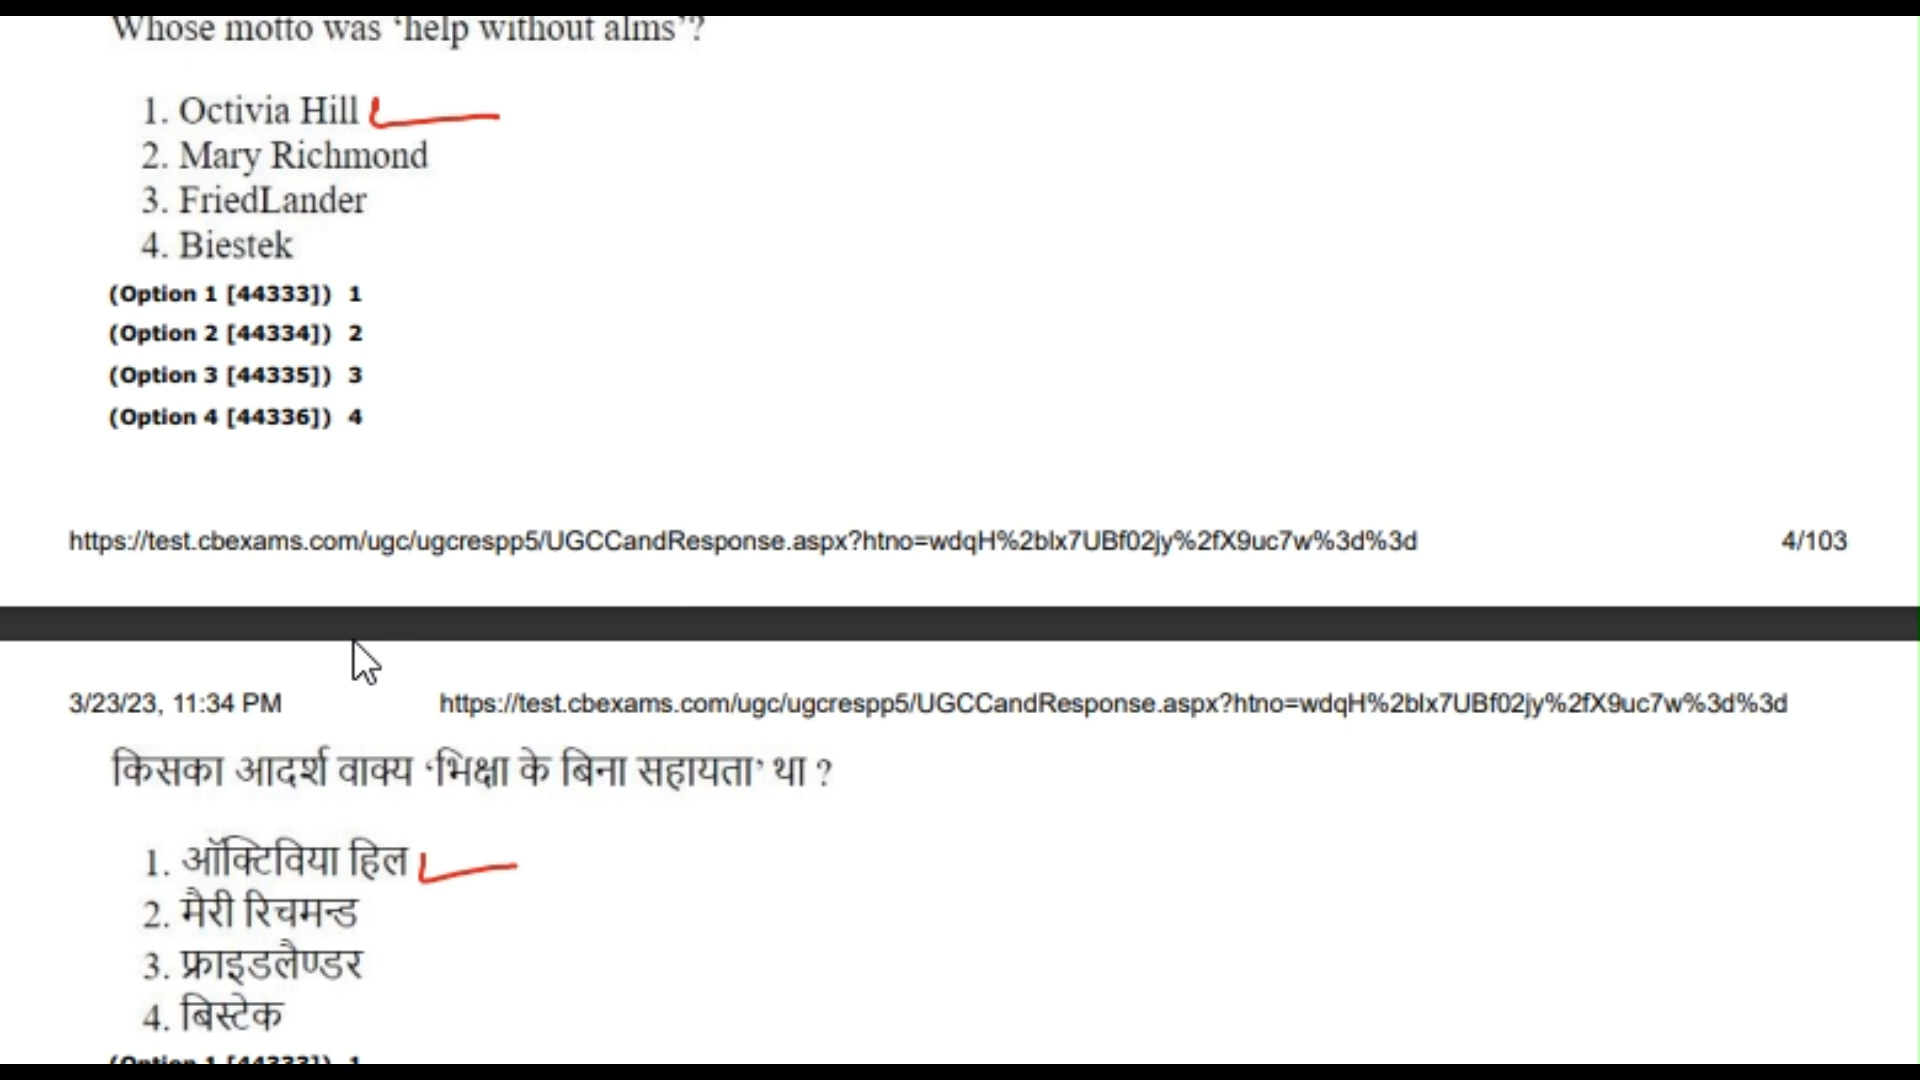 Whose motto was ‘help without alms’?
1. Octivia Hill
2. Mary Richmond
3. FriedLander
4. Biestek
(Option 1 [44333]) 1
(Option 2 [44334]) 2
(Option 3 [44335]) 3
(Option 4 [44336]) 4
https://test.cbexams.com/ugc/ugcrespp5/UGCCandResponse.aspx?htno=wdqH%2blx7UBf02jy%2fX9uc7w%3d%3d 4/103
3/23/23, 11:34 PM https://test.cbexams.com/ugc/ugcrespp5/UGCCandResponse.aspx?htno=wdqH%2blx7UBf02jy%2fX9uc7w%3d%3d
किसका आदर्श वाक्य ‘भिक्षा के बिना सहायता’ था ?
1. ऑक्टिविया हिल
2. मैरी रिचमन्ड
3. फ्राइडलैण्डर
4. बिस्टेक
(Option 1 [44333]) 1